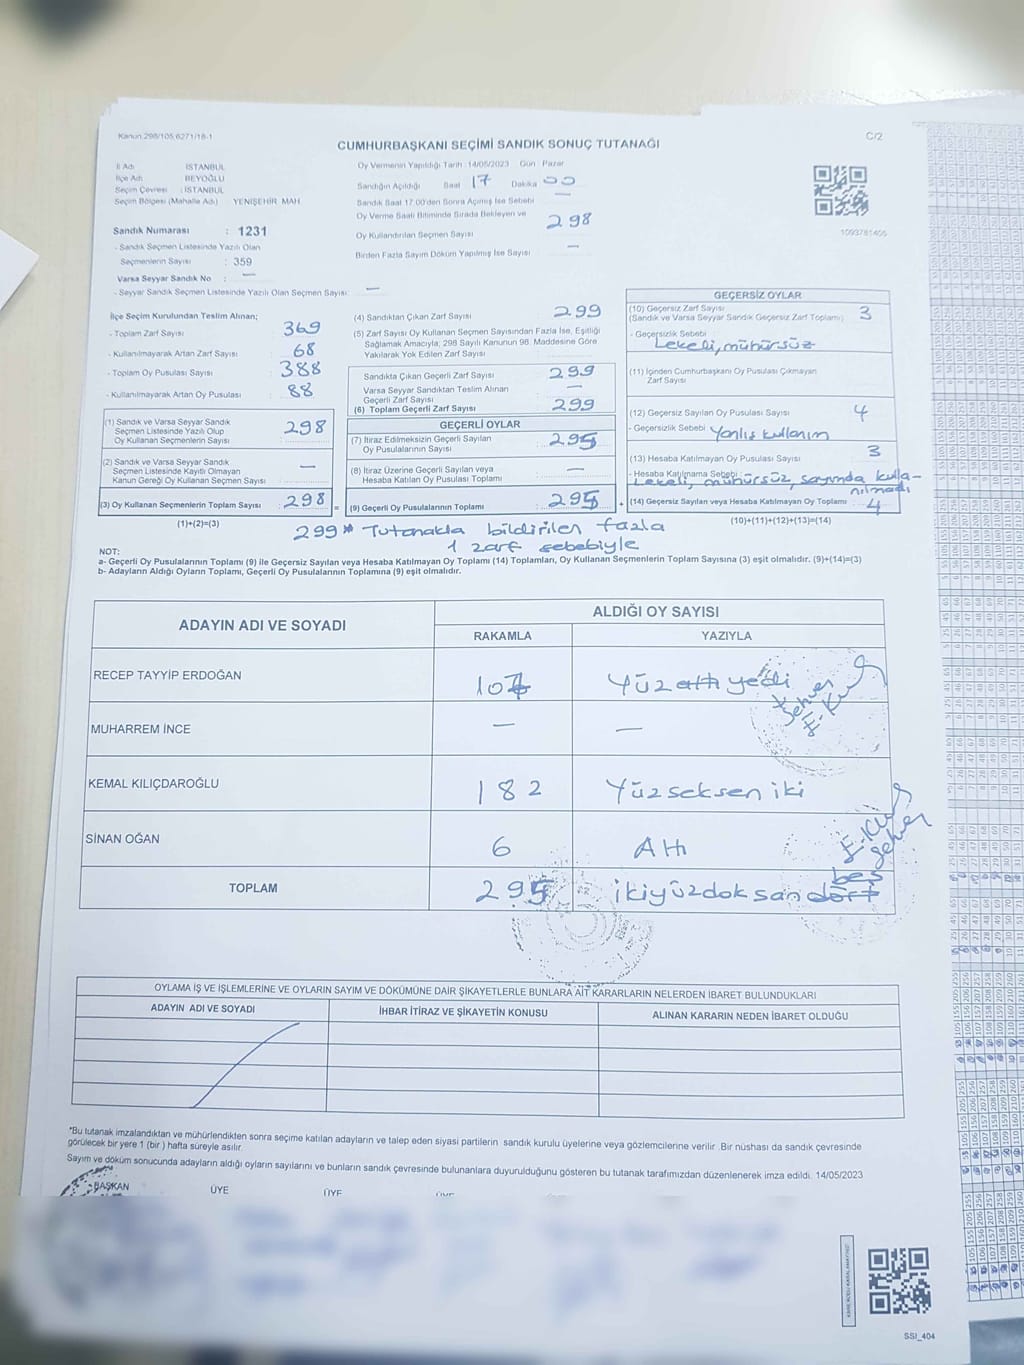 Kanun 298/105,6271/18-1
C/2
CUMHURBAŞKANI SEÇİMİ SANDIK SONUÇ TUTANAĞI
İl Adı İSTANBUL
İlçe Adı BEYOĞLU
Seçim Çevresi : İSTANBUL
Seçim Bölgesi (Mahalle Adı) YENİŞEHİR MAH
Sandık Numarası : 1231
- Sandık Seçmen Listesinde Yazılı Olan
Seçmenlerin Sayısı : 359
Varsa Seyyar Sandık No : —
- Seyyar Sandık Seçmen Listesinde Yazılı Olan Seçmen Sayısı : —
Oy Vermenin Yapıldığı Tarih : 14/05/2023 Gün : Pazar
Sandığın Açıldığı Saat 17 Dakika 00
Sandık Saat 17:00'den Sonra Açımış İse Sebebi —
Oy Verme Saati Bitiminde Sırada Bekleyen ve
Oy Kullandırılan Seçmen Sayısı 298
Birden Fazla Sayım Döküm Yapılmış İse Sayısı —
1093781455
İlçe Seçim Kurulundan Teslim Alınan;
- Toplam Zarf Sayısı 369
- Kullanılmayarak Artan Zarf Sayısı 68
- Toplam Oy Pusulası Sayısı 388
- Kullanılmayarak Artan Oy Pusulası 88
(1) Sandık ve Varsa Seyyar Sandık
Seçmen Listesinde Yazılı Olup
Oy Kullanan Seçmenlerin Sayısı 298
(2) Sandık ve Varsa Seyyar Sandık
Seçmen Listesinde Kayıtlı Olmayan
Kanun Gereği Oy Kullanan Seçmen Sayısı —
(3) Oy Kullanan Seçmenlerin Toplam Sayısı 298
(1)+(2)=(3)
(4) Sandıktan Çıkan Zarf Sayısı 299
(5) Zarf Sayısı Oy Kullanan Seçmen Sayısından Fazla İse, Eşitliği
Sağlamak Amacıyla; 298 Sayılı Kanunun 98. Maddesine Göre
Yakılarak Yok Edilen Zarf Sayısı
Sandıkta Çıkan Geçerli Zarf Sayısı 299
Varsa Seyyar Sandıktan Teslim Alınan
Geçerli Zarf Sayısı —
(6) Toplam Geçerli Zarf Sayısı 299
GEÇERLİ OYLAR
(7) İtiraz Edilmeksizin Geçerli Sayılan
Oy Pusulalarının Sayısı 295
(8) İtiraz Üzerine Geçerli Sayılan veya
Hesaba Katılan Oy Pusulası Toplamı —
= (9) Geçerli Oy Pusulalarının Toplamı 295 +
GEÇERSİZ OYLAR
(10) Geçersiz Zarf Sayısı
(Sandık ve Varsa Seyyar Sandık Geçersiz Zarf Toplamı) 3
- Geçersizlik Sebebi
Lekeli, mühürsüz
(11) İçinden Cumhurbaşkanı Oy Pusulası Çıkmayan
Zarf Sayısı
(12) Geçersiz Sayılan Oy Pusulası Sayısı 4
- Geçersizlik Sebebi Yanlış kullanım
(13) Hesaba Katılmayan Oy Pusulası Sayısı 3
- Hesaba Katılmama Sebebi
Lekeli, mühürsüz, sayımda kulla-
nılmadı
(14) Geçersiz Sayılan veya Hesaba Katılmayan Oy Toplamı 4
(10)+(11)+(12)+(13)=(14)
299 * Tutanakla bildirilen fazla
1 zarf sebebiyle
NOT:
a- Geçerli Oy Pusulalarının Toplamı (9) ile Geçersiz Sayılan veya Hesaba Katılmayan Oy Toplamı (14) Toplamları, Oy Kullanan Seçmenlerin Toplam Sayısına (3) eşit olmalıdır. (9)+(14)=(3)
b- Adayların Aldığı Oyların Toplamı, Geçerli Oy Pusulalarının Toplamına (9) eşit olmalıdır.
ADAYIN ADI VE SOYADI
ALDIĞI OY SAYISI
RAKAMLA YAZIYLA
RECEP TAYYİP ERDOĞAN 107 Yüz altı yedi
Sehven
MUHARREM İNCE — —
KEMAL KILIÇDAROĞLU 182 Yüzseksen iki
SİNAN OĞAN 6 Altı
Sehven
beş
TOPLAM 295 ikiyüzdoksan dört
OYLAMA İŞ VE İŞLEMLERİNE VE OYLARIN SAYIM VE DÖKÜMÜNE DAİR ŞİKAYETLERLE BUNLARA AİT KARARLARIN NELERDEN İBARET BULUNDUKLARI
ADAYIN ADI VE SOYADI İHBAR İTİRAZ VE ŞİKAYETİN KONUSU ALINAN KARARIN NEDEN İBARET OLDUĞU
*Bu tutanak imzalandıktan ve mühürlendikten sonra seçime katılan adayların ve talep eden siyasi partilerin sandık kurulu üyelerine veya gözlemcilerine verilir. Bir nüshası da sandık çevresinde
görülecek bir yere 1 (bir) hafta süreyle asılır.
Sayım ve döküm sonucunda adayların aldığı oyların sayılarını ve bunların sandık çevresinde bulunanlara duyurulduğunu gösteren bu tutanak tarafımızdan düzenlenerek imza edildi. 14/05/2023
BAŞKAN ÜYE ÜYE ÜYE
SSI_404